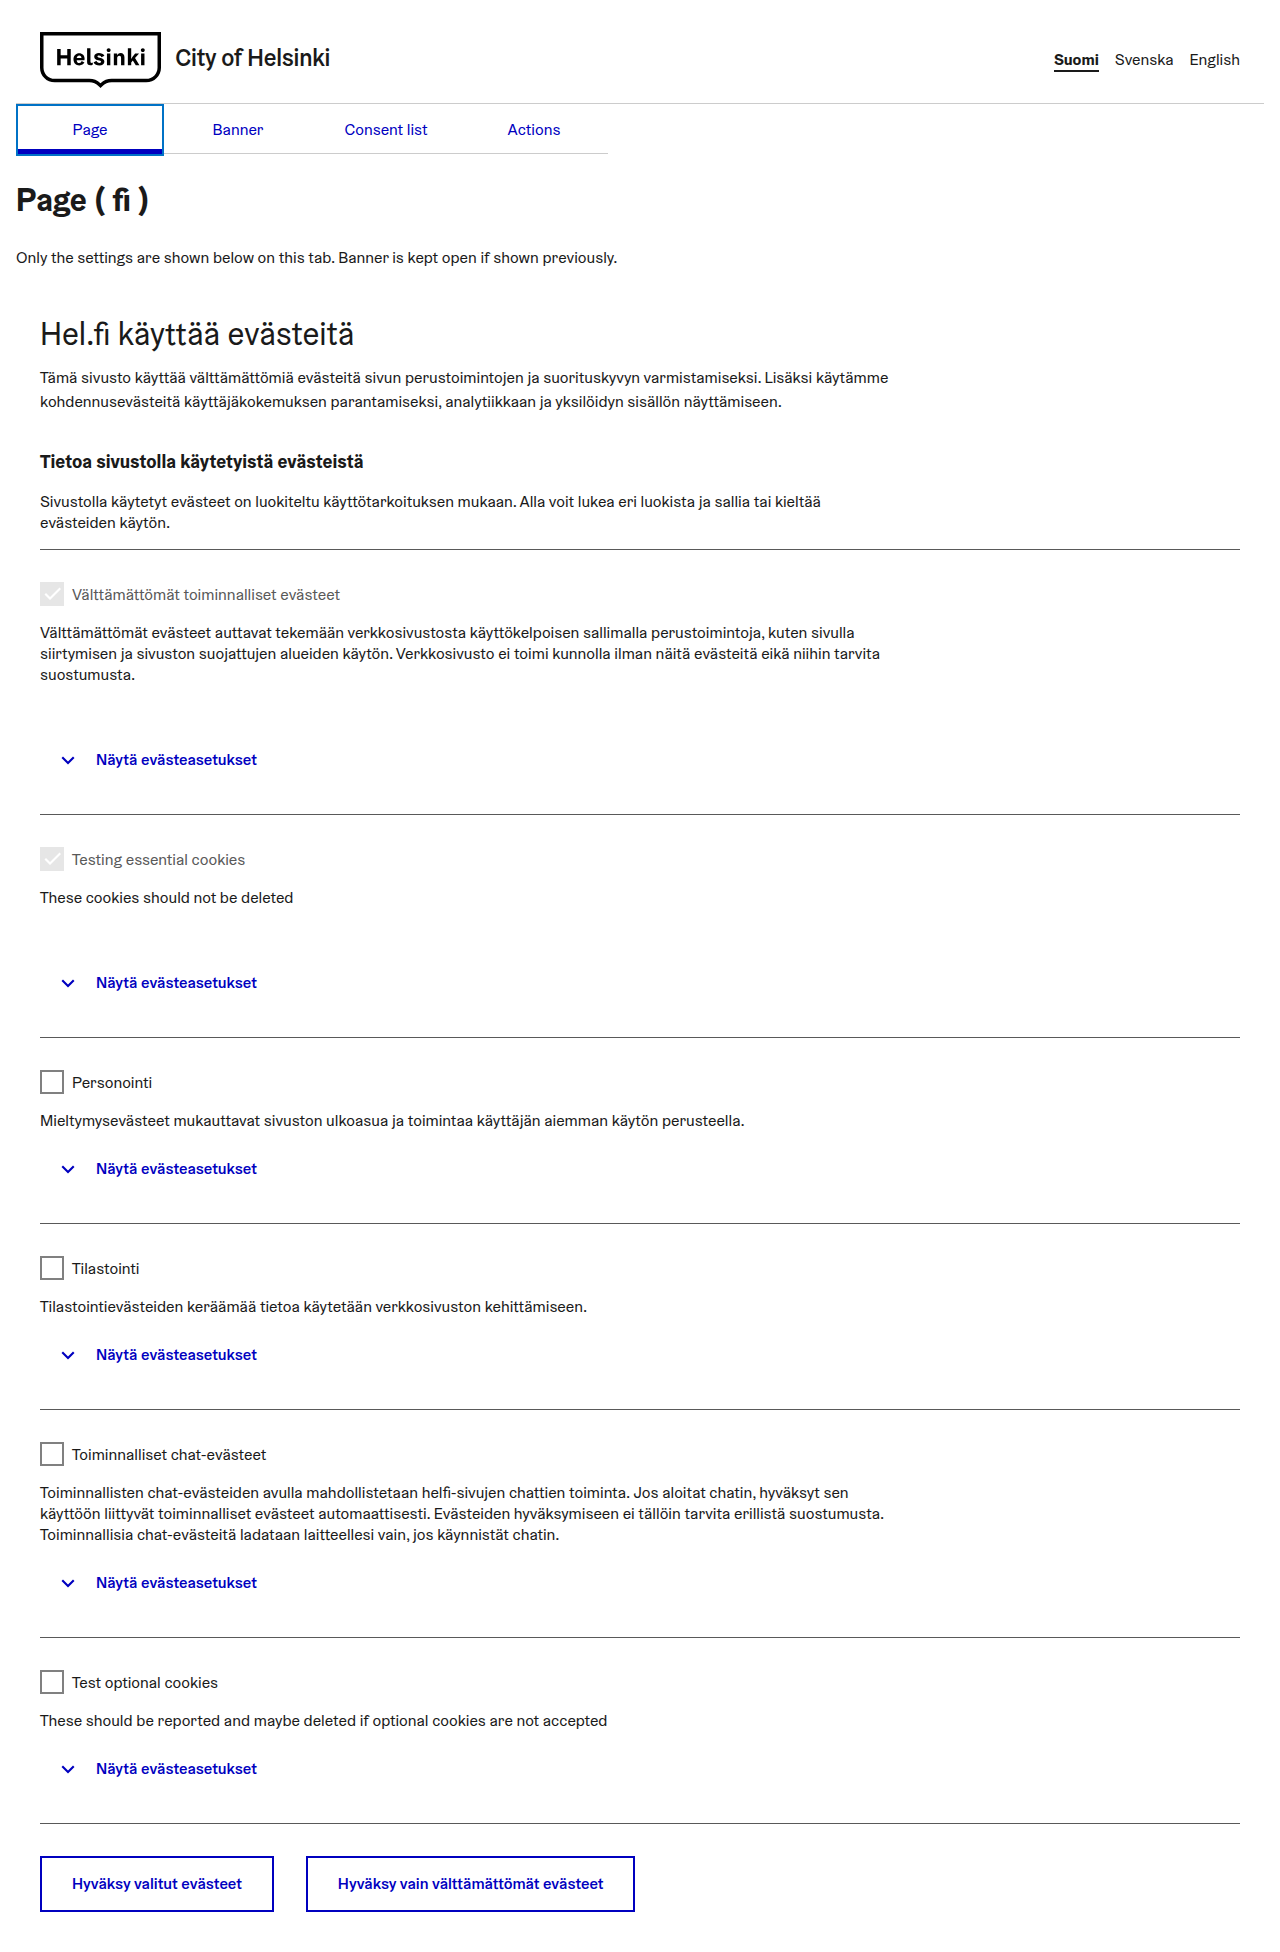 Helsinki
City of Helsinki
Suomi Svenska English
Page Banner Consent list Actions
Page ( fi )
Only the settings are shown below on this tab. Banner is kept open if shown previously.
Hel.fi käyttää evästeitä
Tämä sivusto käyttää välttämättömiä evästeitä sivun perustoimintojen ja suorituskyvyn varmistamiseksi. Lisäksi käytämme
kohdennusevästeitä käyttäjäkokemuksen parantamiseksi, analytiikkaan ja yksilöidyn sisällön näyttämiseen.
Tietoa sivustolla käytetyistä evästeistä
Sivustolla käytetyt evästeet on luokiteltu käyttötarkoituksen mukaan. Alla voit lukea eri luokista ja sallia tai kieltää
evästeiden käytön.
Välttämättömät toiminnalliset evästeet
Välttämättömät evästeet auttavat tekemään verkkosivustosta käyttökelpoisen sallimalla perustoimintoja, kuten sivulla
siirtymisen ja sivuston suojattujen alueiden käytön. Verkkosivusto ei toimi kunnolla ilman näitä evästeitä eikä niihin tarvita
suostumusta.
Näytä evästeasetukset
Testing essential cookies
These cookies should not be deleted
Näytä evästeasetukset
Personointi
Mieltymysevästeet mukauttavat sivuston ulkoasua ja toimintaa käyttäjän aiemman käytön perusteella.
Näytä evästeasetukset
Tilastointi
Tilastointievästeiden keräämää tietoa käytetään verkkosivuston kehittämiseen.
Näytä evästeasetukset
Toiminnalliset chat-evästeet
Toiminnallisten chat-evästeiden avulla mahdollistetaan helfi-sivujen chattien toiminta. Jos aloitat chatin, hyväksyt sen
käyttöön liittyvät toiminnalliset evästeet automaattisesti. Evästeiden hyväksymiseen ei tällöin tarvita erillistä suostumusta.
Toiminnallisia chat-evästeitä ladataan laitteellesi vain, jos käynnistät chatin.
Näytä evästeasetukset
Test optional cookies
These should be reported and maybe deleted if optional cookies are not accepted
Näytä evästeasetukset
Hyväksy valitut evästeet Hyväksy vain välttämättömät evästeet